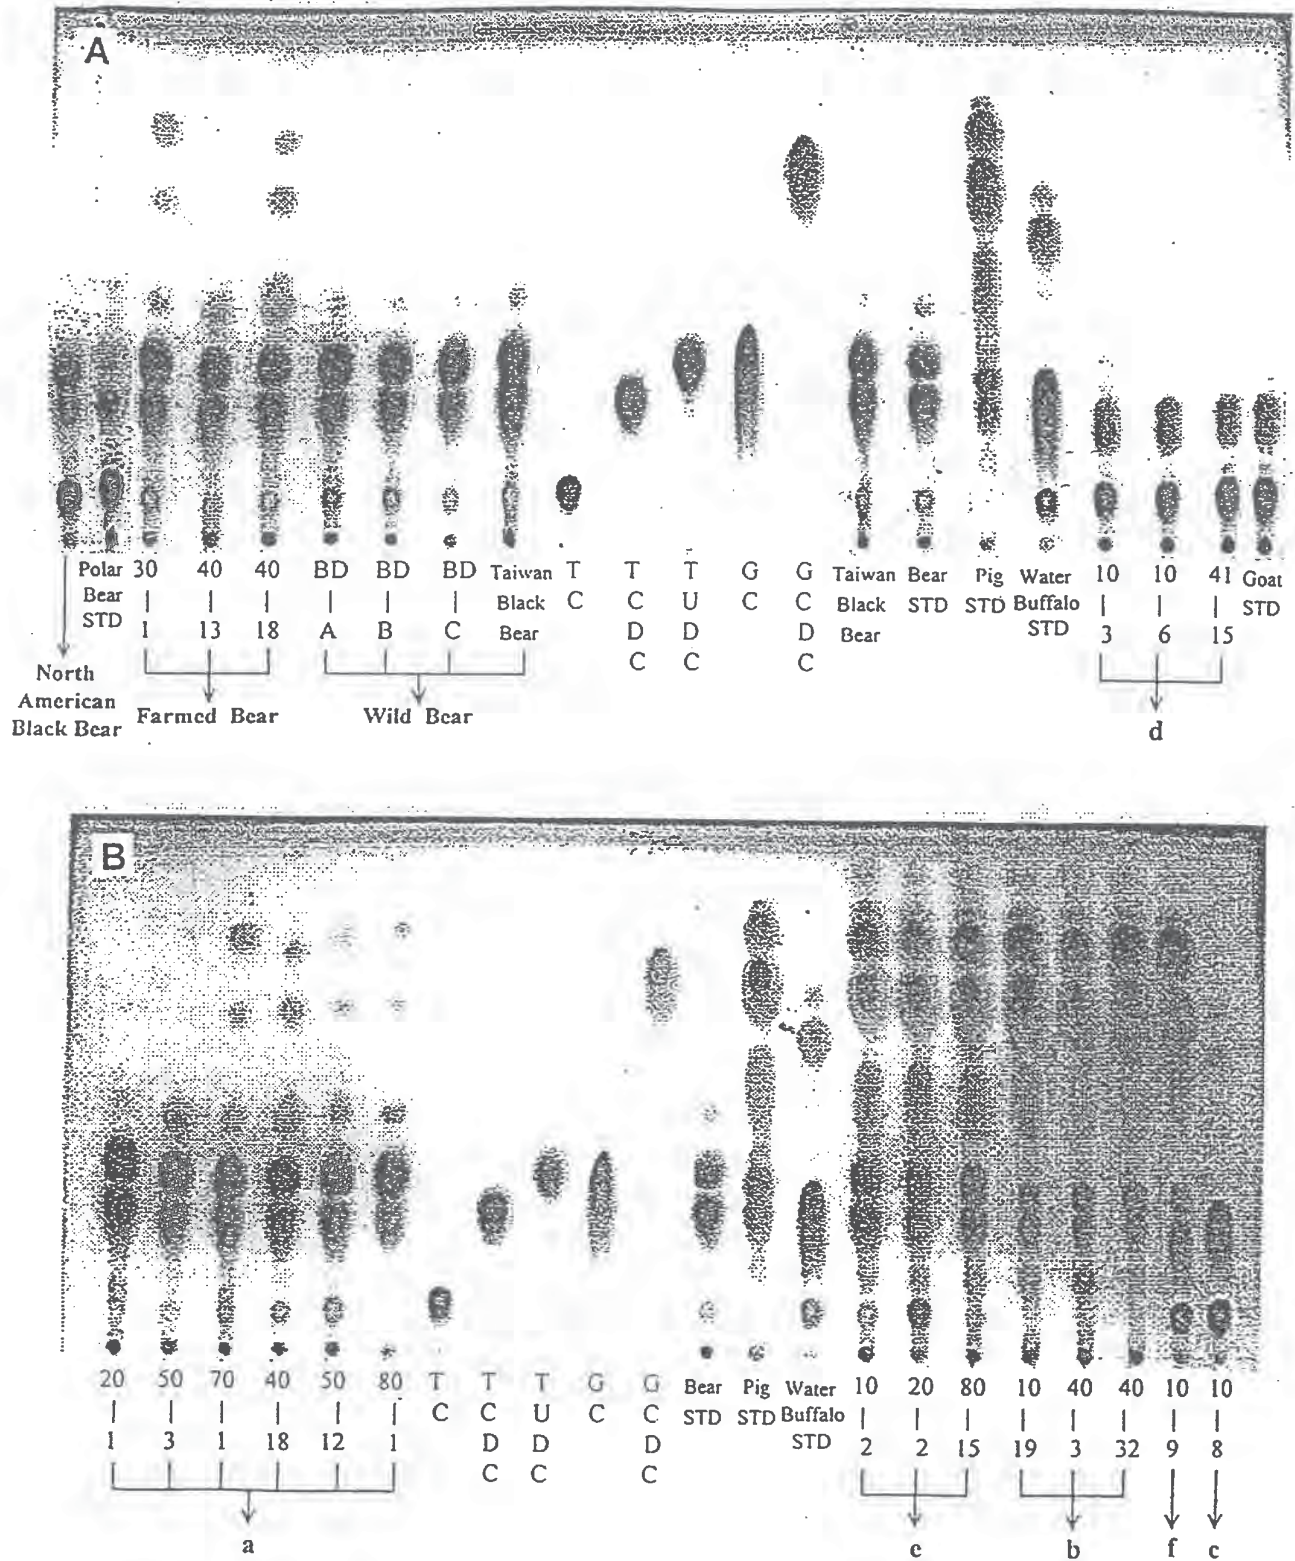 A
Polar 30 40 40 BD BD BD Taiwan T T T G G Taiwan Bear Pig Water 10 10 41 Goat
Bear | | | | | | Black C C U C C Black STD STD Buffalo | | | STD
STD 1 13 18 A B C Bear D D D Bear STD 3 6 15
C C C
North
American
Black Bear
Farmed Bear
Wild Bear
d
B
20 50 70 40 50 80 T T T G G Bear Pig Water 10 20 80 10 40 40 10 10
| | | | | | C C U C C STD STD Buffalo | | | | | | | |
1 3 1 18 12 1 D D D STD 2 2 15 19 3 32 9 8
C C C
a
e
b
f
c